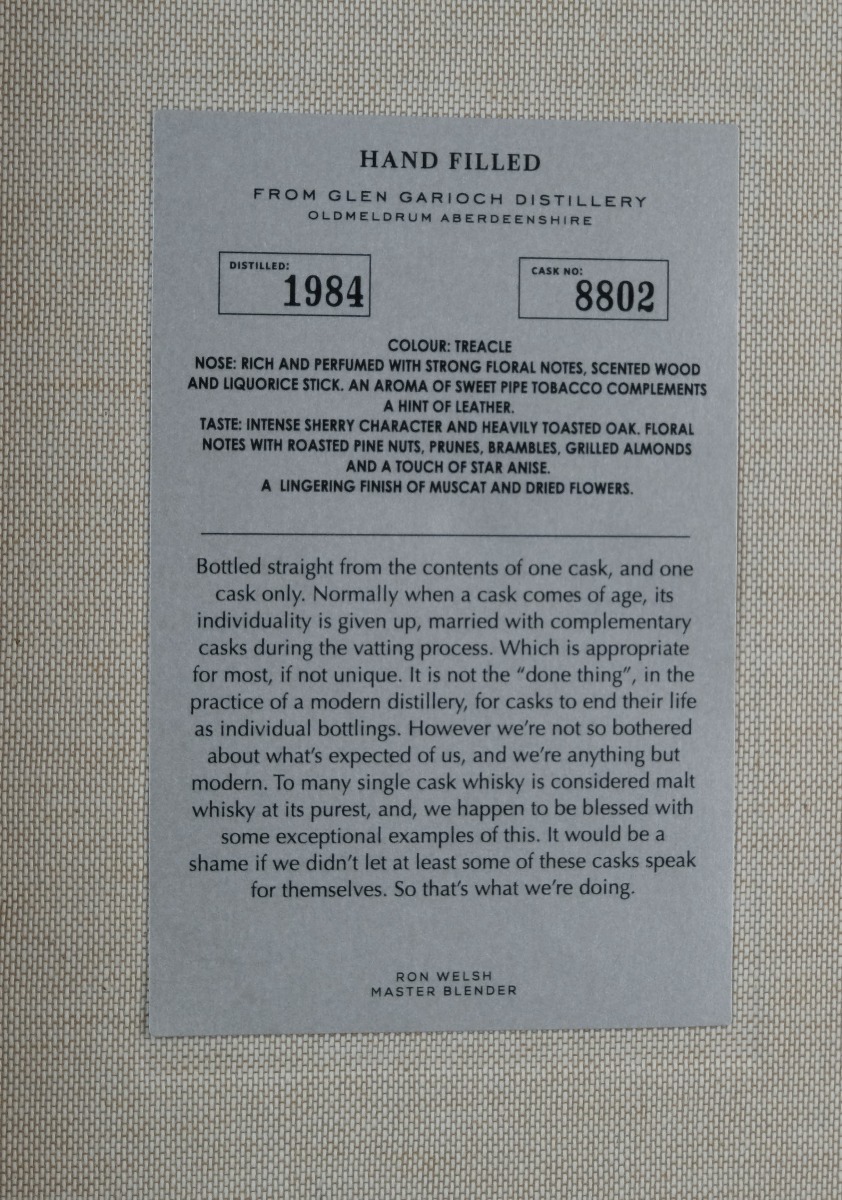 HAND FILLED
FROM GLEN GARIOCH DISTILLERY
OLDMELDRUM ABERDEENSHIRE
DISTILLED:
1984
CASK NO:
8802
COLOUR: TREACLE
NOSE: RICH AND PERFUMED WITH STRONG FLORAL NOTES, SCENTED WOOD
AND LIQUORICE STICK. AN AROMA OF SWEET PIPE TOBACCO COMPLEMENTS
A HINT OF LEATHER.
TASTE: INTENSE SHERRY CHARACTER AND HEAVILY TOASTED OAK. FLORAL
NOTES WITH ROASTED PINE NUTS, PRUNES, BRAMBLES, GRILLED ALMONDS
AND A TOUCH OF STAR ANISE.
A LINGERING FINISH OF MUSCAT AND DRIED FLOWERS.
Bottled straight from the contents of one cask, and one
cask only. Normally when a cask comes of age, its
individuality is given up, married with complementary
casks during the vatting process. Which is appropriate
for most, if not unique. It is not the “done thing”, in the
practice of a modern distillery, for casks to end their life
as individual bottlings. However we’re not so bothered
about what’s expected of us, and we’re anything but
modern. To many single cask whisky is considered malt
whisky at its purest, and, we happen to be blessed with
some exceptional examples of this. It would be a
shame if we didn’t let at least some of these casks speak
for themselves. So that’s what we’re doing.
RON WELSH
MASTER BLENDER